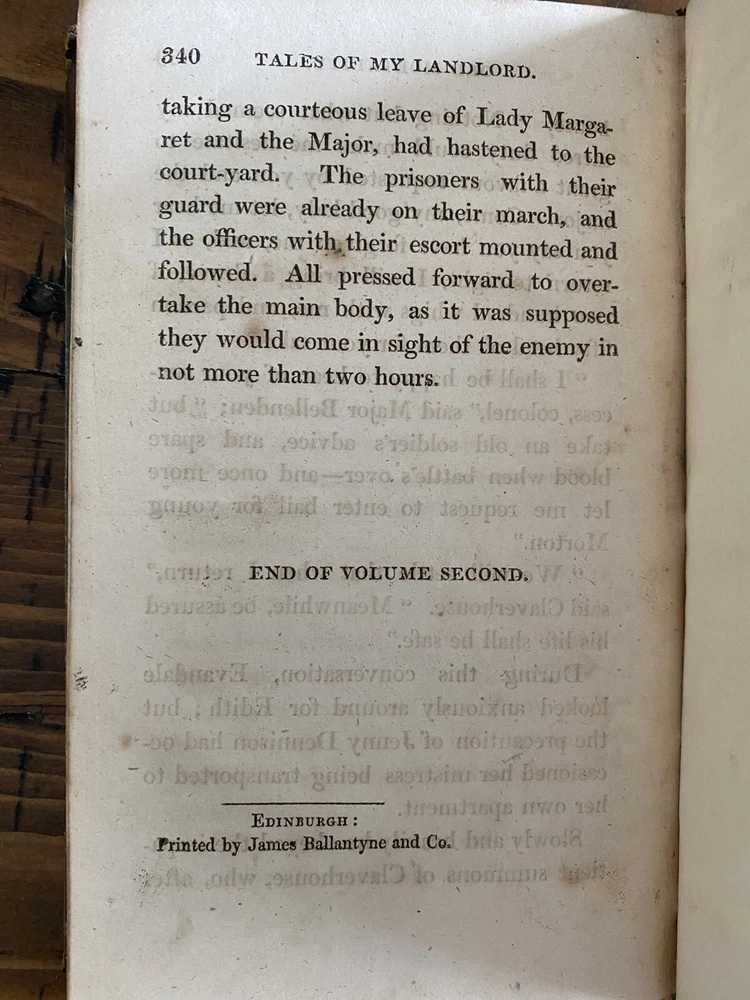 340 TALES OF MY LANDLORD.
taking a courteous leave of Lady Marga-
ret and the Major, had hastened to the
court-yard. The prisoners with their
guard were already on their march, and
the officers with their escort mounted and
followed. All pressed forward to over-
take the main body, as it was supposed
they would come in sight of the enemy in
not more than two hours.
END OF VOLUME SECOND.
EDINBURGH:
Printed by James Ballantyne and Co.